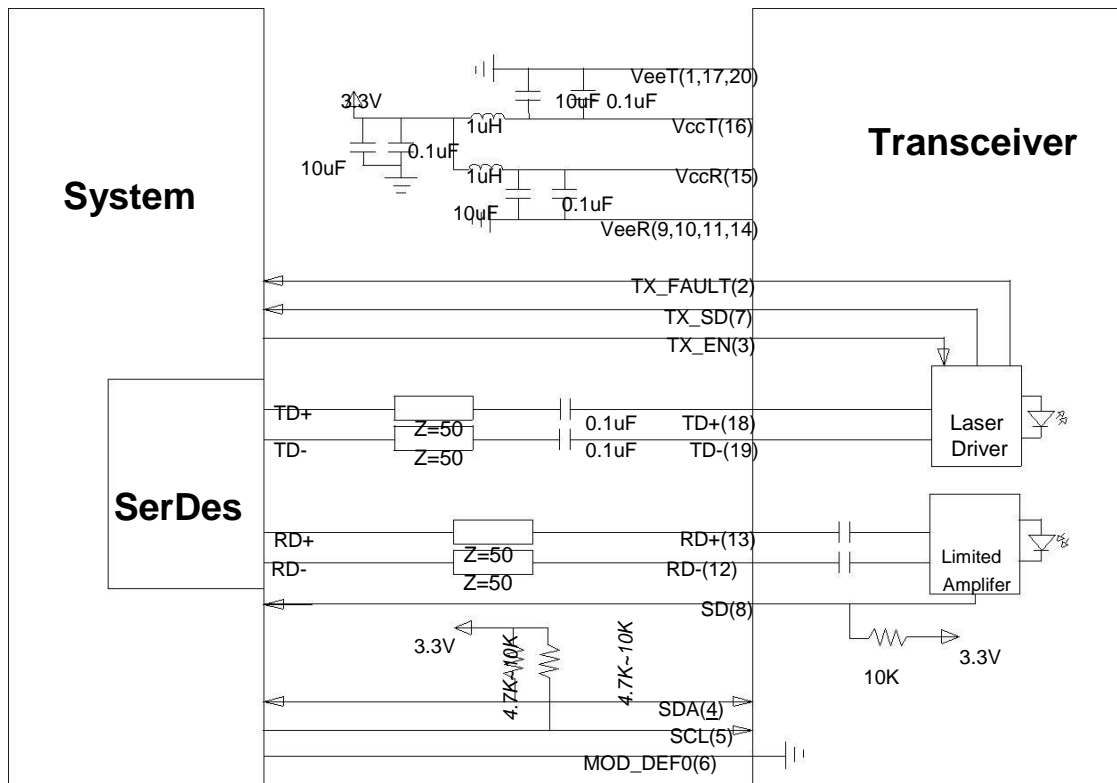 VeeT(1,17,20)
3.3V
10uF
0.1uF
1uH
VccT(16)
Transceiver
10uF
0.1uF
System
1uH
VccR(15)
10uF
0.1uF
VeeR(9,10,11,14)
TX_FAULT(2)
TX_SD(7)
TX_EN(3)
TD+
Z=50
0.1uF
TD+(18)
Laser
Driver
TD-
Z=50
0.1uF
TD-(19)
SerDes
RD+
Z=50
RD+(13)
RD-
Z=50
RD-(12)
Limited
Amplifer
SD(8)
3.3V
4.7K~10K
4.7K~10K
10K
3.3V
SDA(4)
SCL(5)
MOD_DEF0(6)